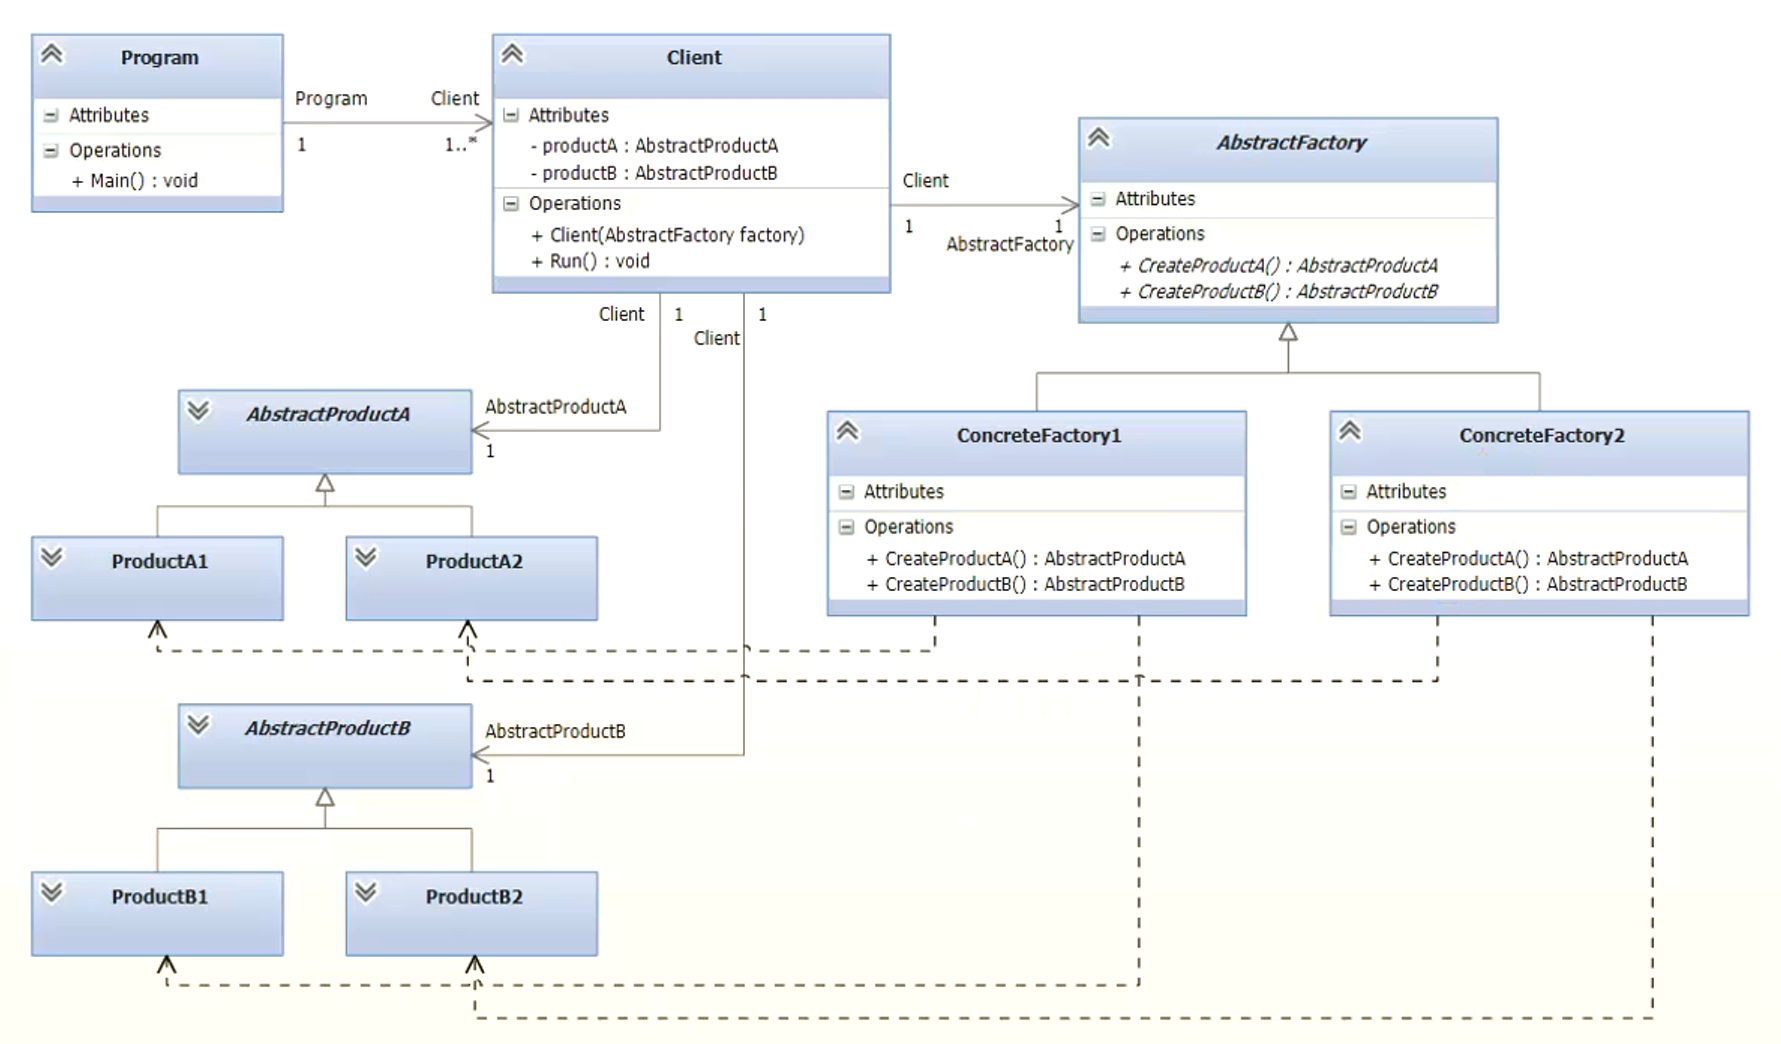 Program
Attributes
Operations
+ Main() : void
Program
Client
1
1..*
Client
Attributes
- productA : AbstractProductA
- productB : AbstractProductB
Operations
+ Client(AbstractFactory factory)
+ Run() : void
Client
1
1
AbstractFactory
AbstractFactory
Attributes
Operations
+ CreateProductA() : AbstractProductA
+ CreateProductB() : AbstractProductB
Client
1
Client
1
AbstractProductA
AbstractProductA
1
ConcreteFactory1
Attributes
Operations
+ CreateProductA() : AbstractProductA
+ CreateProductB() : AbstractProductB
ConcreteFactory2
Attributes
Operations
+ CreateProductA() : AbstractProductA
+ CreateProductB() : AbstractProductB
ProductA1
ProductA2
AbstractProductB
AbstractProductB
1
ProductB1
ProductB2